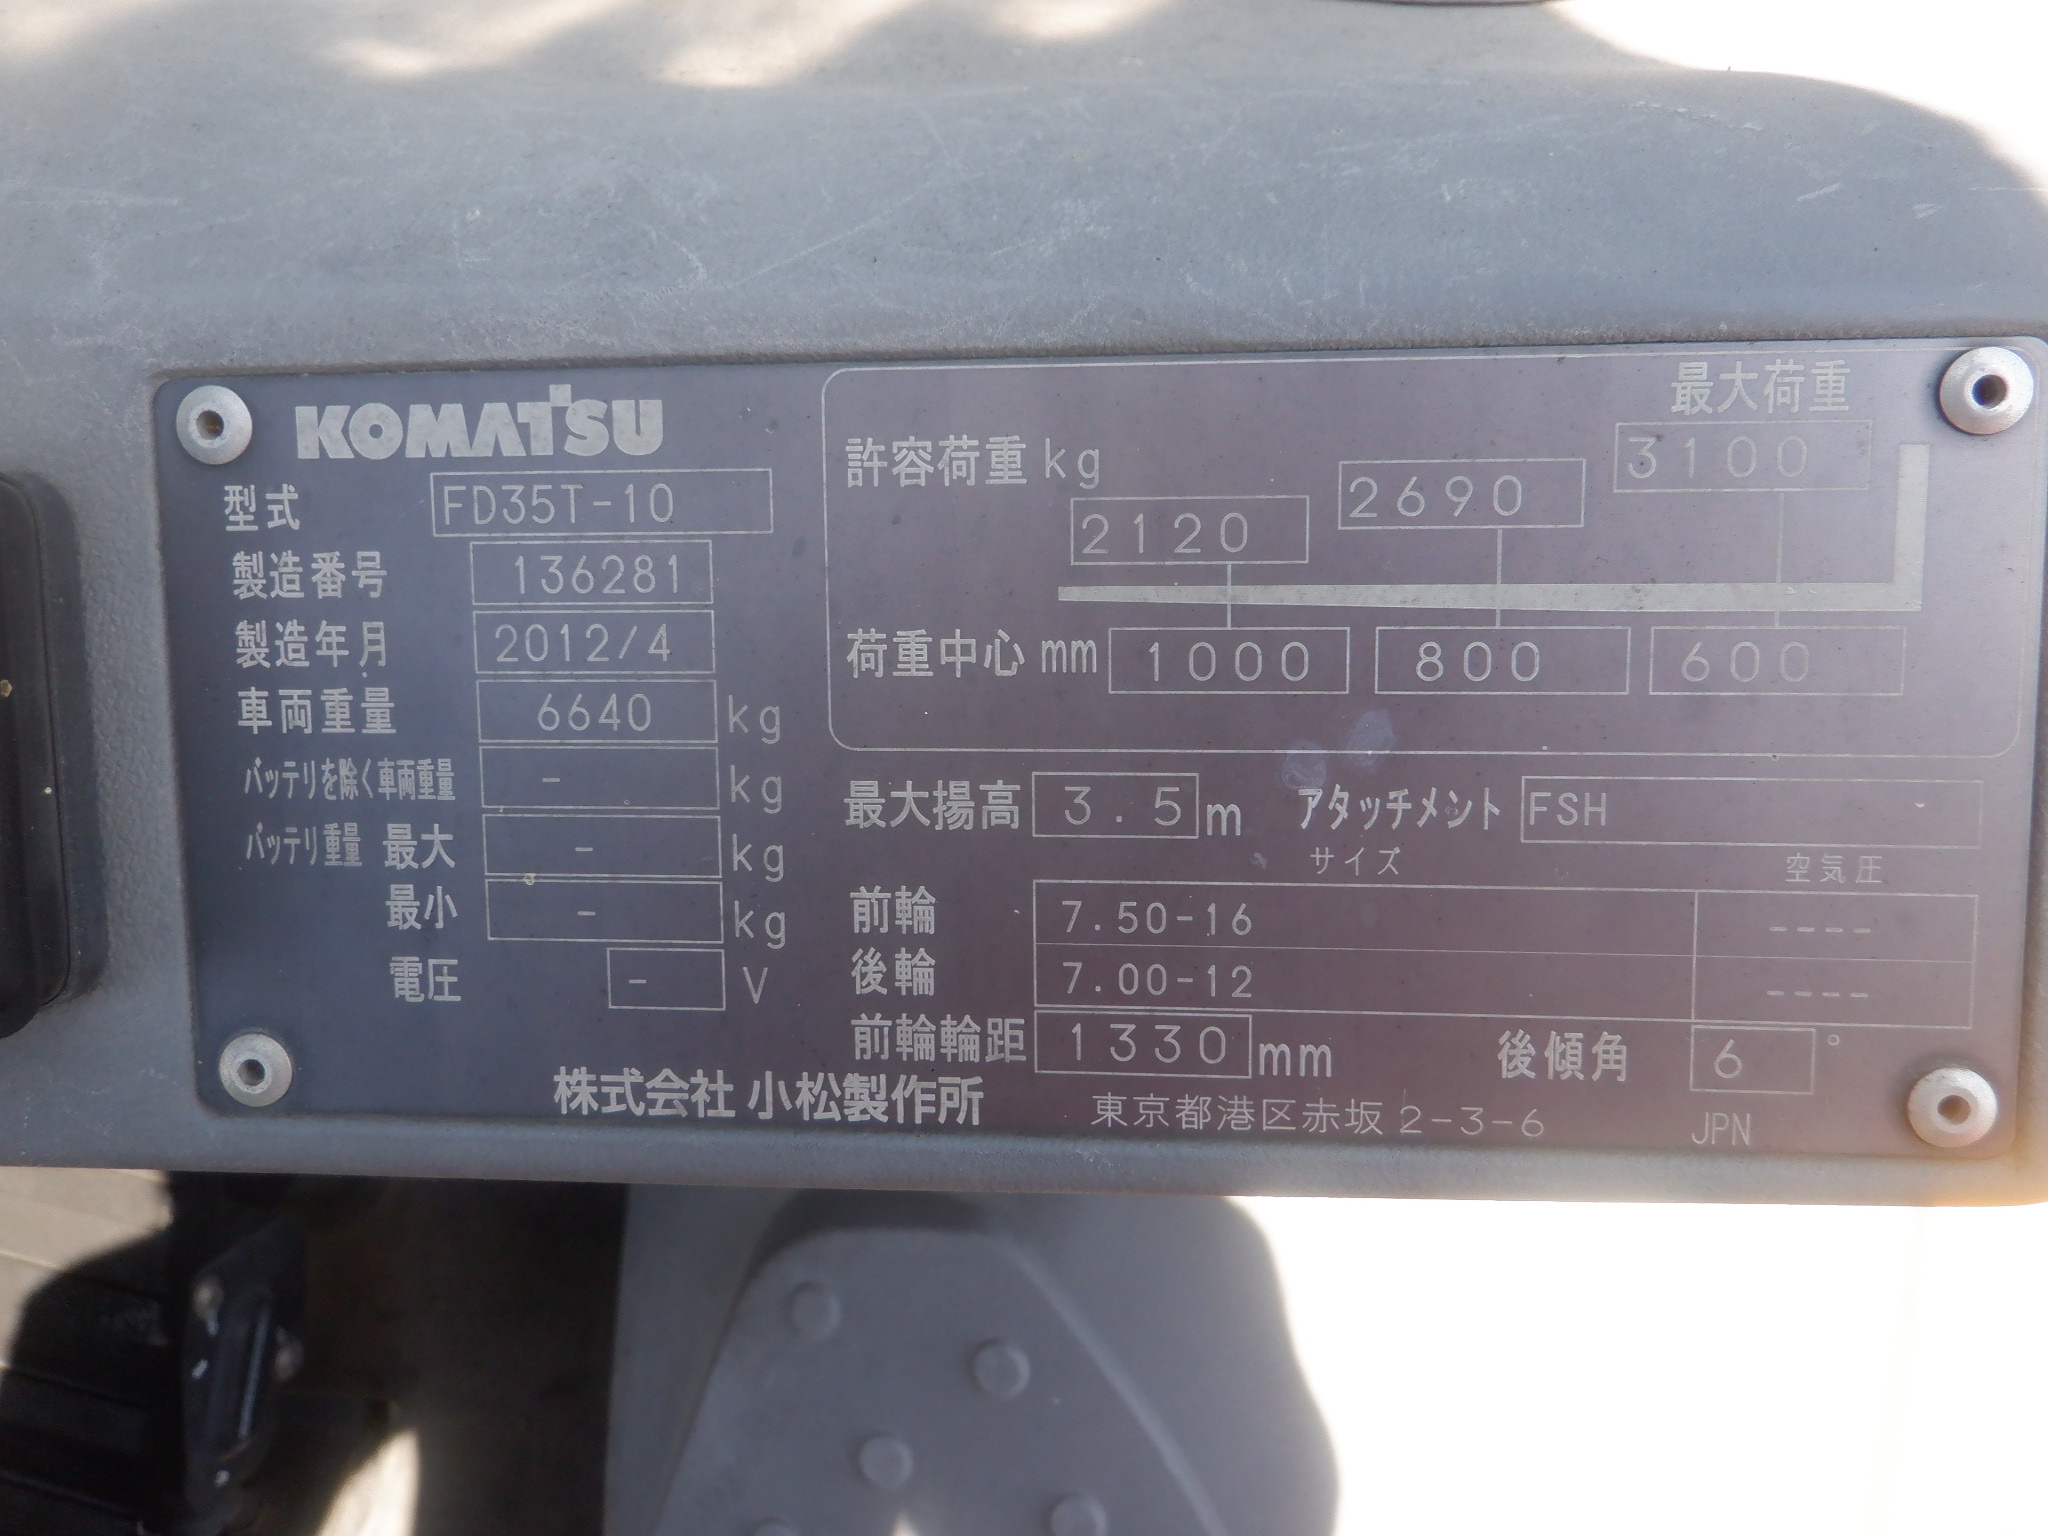 KOMATSU
型式 FD35T-10
製造番号 136281
製造年月 2012/4
車両重量 6640 kg
バッテリを除く車両重量 - kg
バッテリ重量 最大 - kg
最小 - kg
電圧 - V
最大荷重
許容荷重 kg 2120 2690 3100
荷重中心 mm 1000 800 600
最大揚高 3.5 m アタッチメント FSH
サイズ 空気圧
前輪 7.50-16 ----
後輪 7.00-12 ----
前輪輪距 1330 mm 後傾角 6 °
株式会社 小松製作所 東京都港区赤坂 2-3-6 JPN